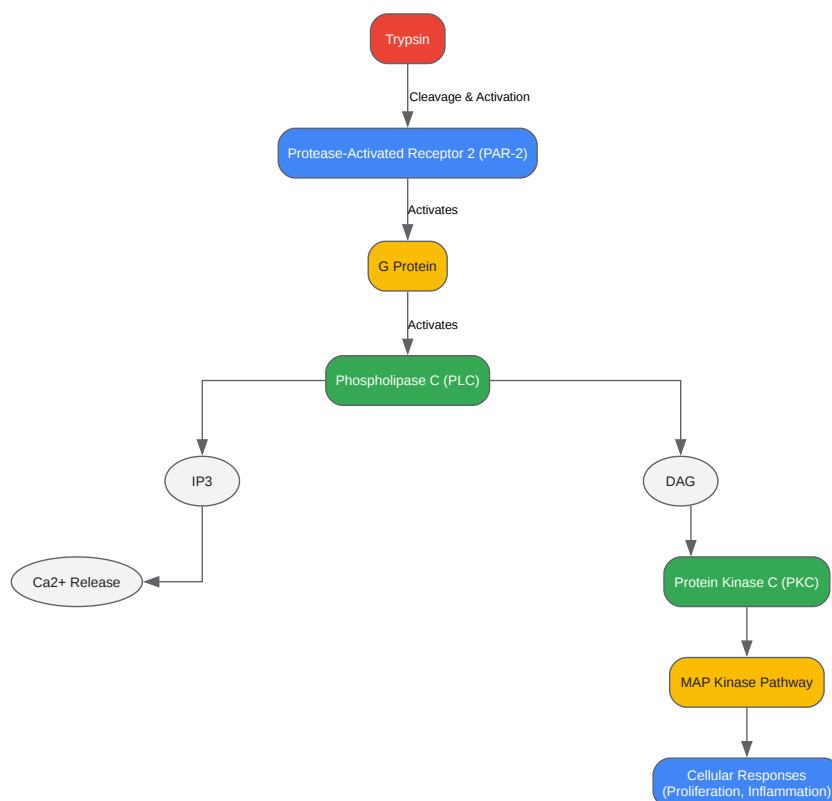 Trypsin
Cleavage & Activation
Protease-Activated Receptor 2 (PAR-2)
Activates
G Protein
Activates
Phospholipase C (PLC)
IP3
DAG
Ca2+ Release
Protein Kinase C (PKC)
MAP Kinase Pathway
Cellular Responses
(Proliferation, Inflammation)